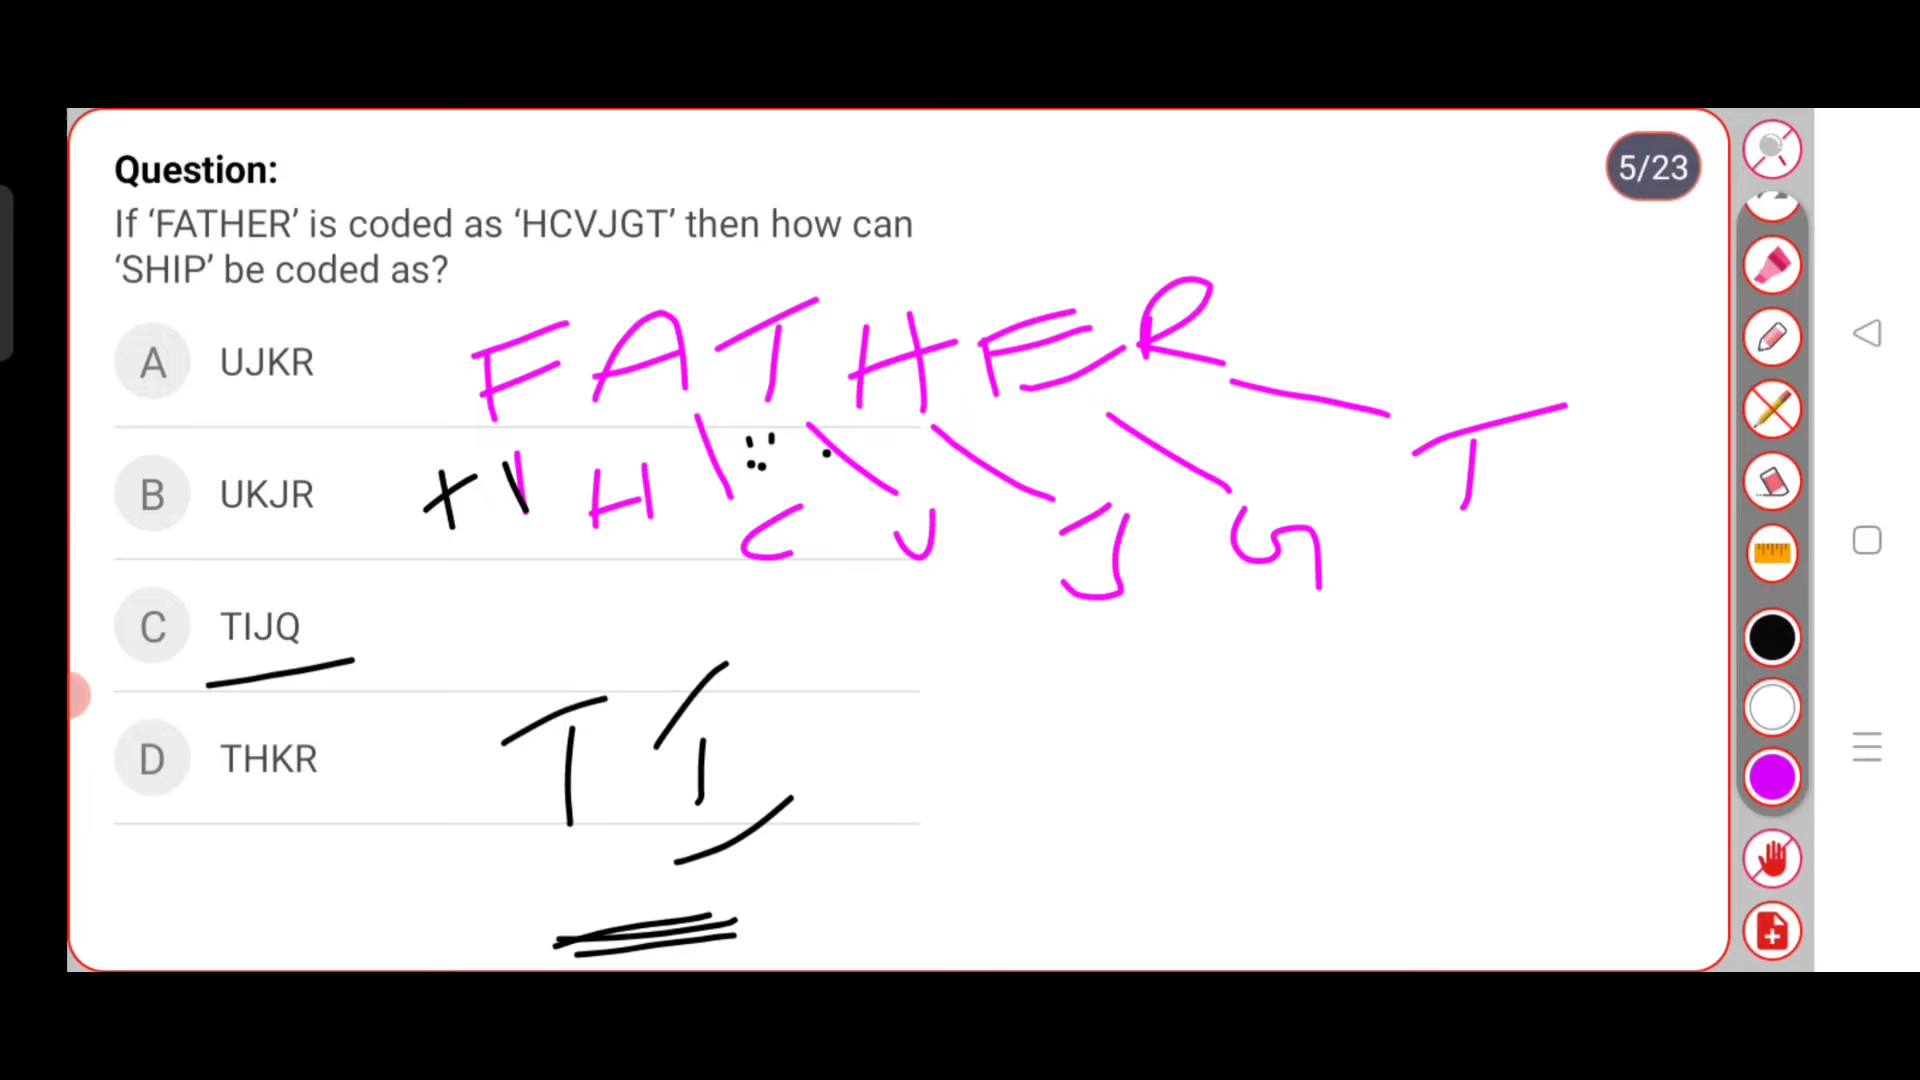 Question:
5/23
If ‘FATHER’ is coded as ‘HCVJGT’ then how can
‘SHIP’ be coded as?
FATHER
A UJKR
T
B UKJR
H C V J G
C TIJQ
D THKR
T I